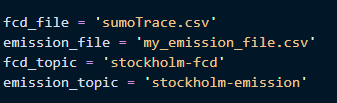 fcd_file = 'sumoTrace.csv'
emission_file = 'my_emission_file.csv'
fcd_topic = 'stockholm-fcd'
emission_topic = 'stockholm-emission'